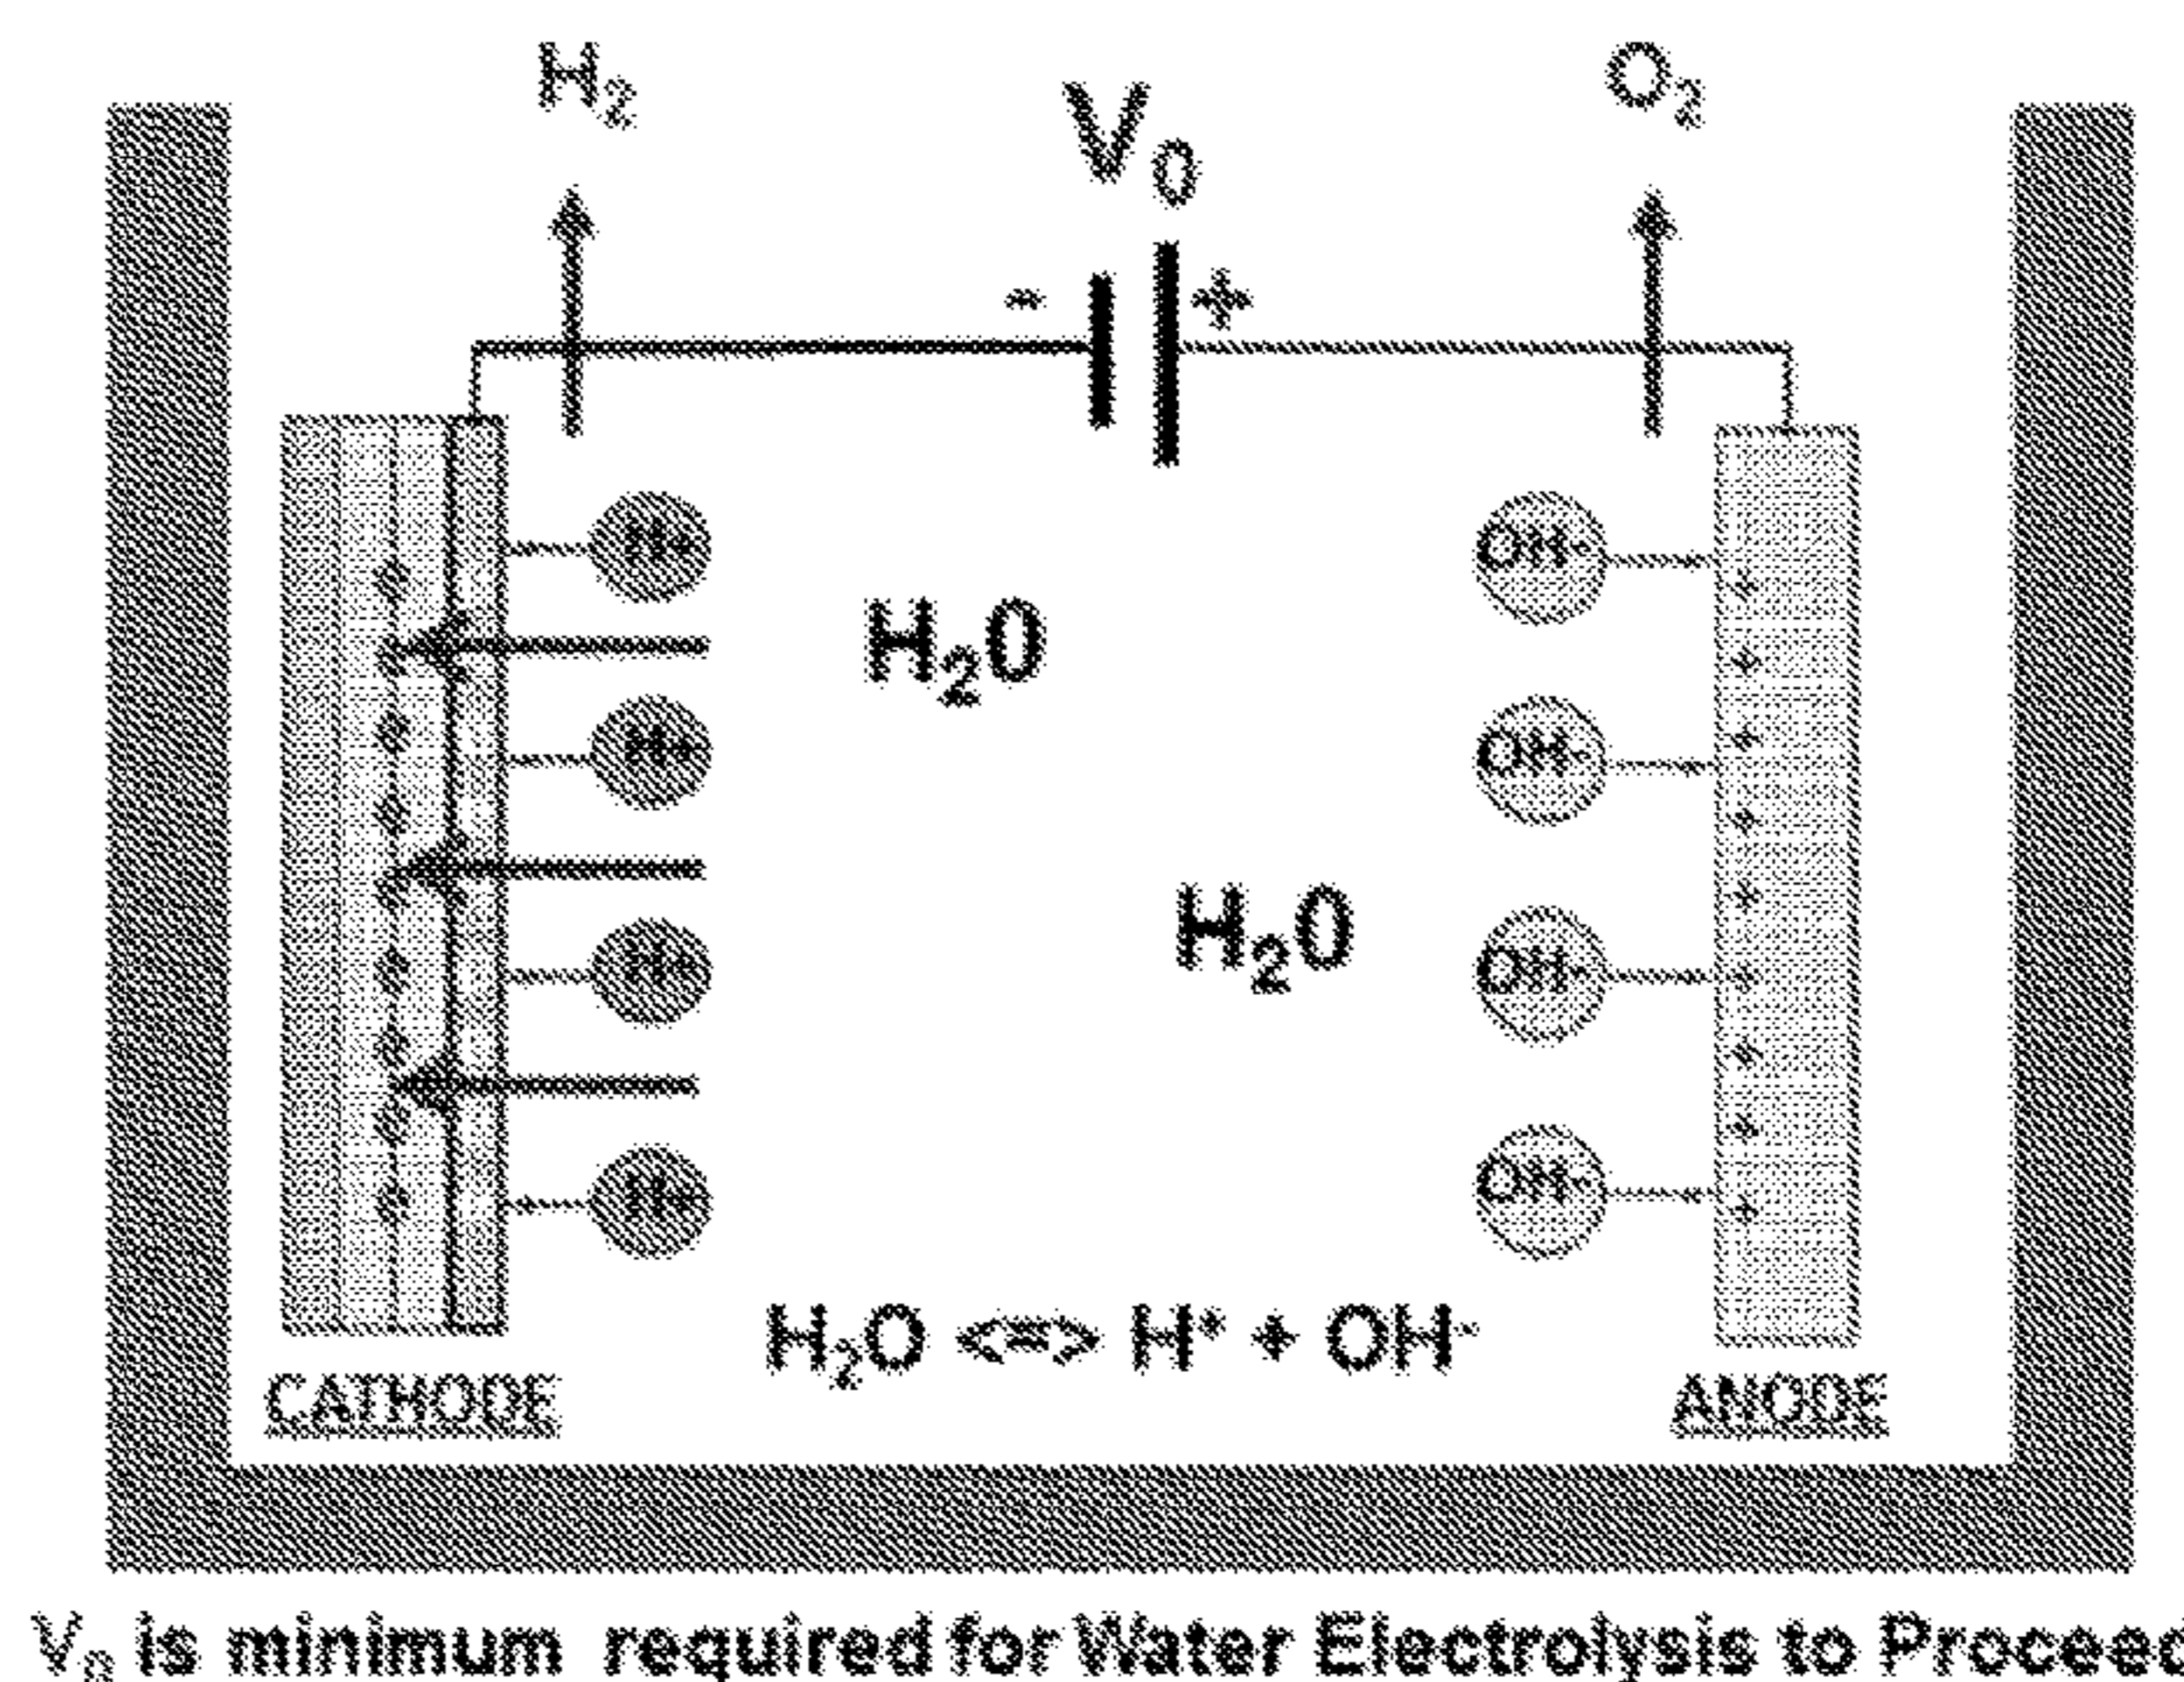 H₂
O₂
V₀
- +
H+
OH-
H₂0
H+
OH-
H₂0
H+
OH-
H+
OH-
H₂O <=> H⁺ + OH⁻
CATHODE
ANODE
V₀ is minimum required for Water Electrolysis to Proceed